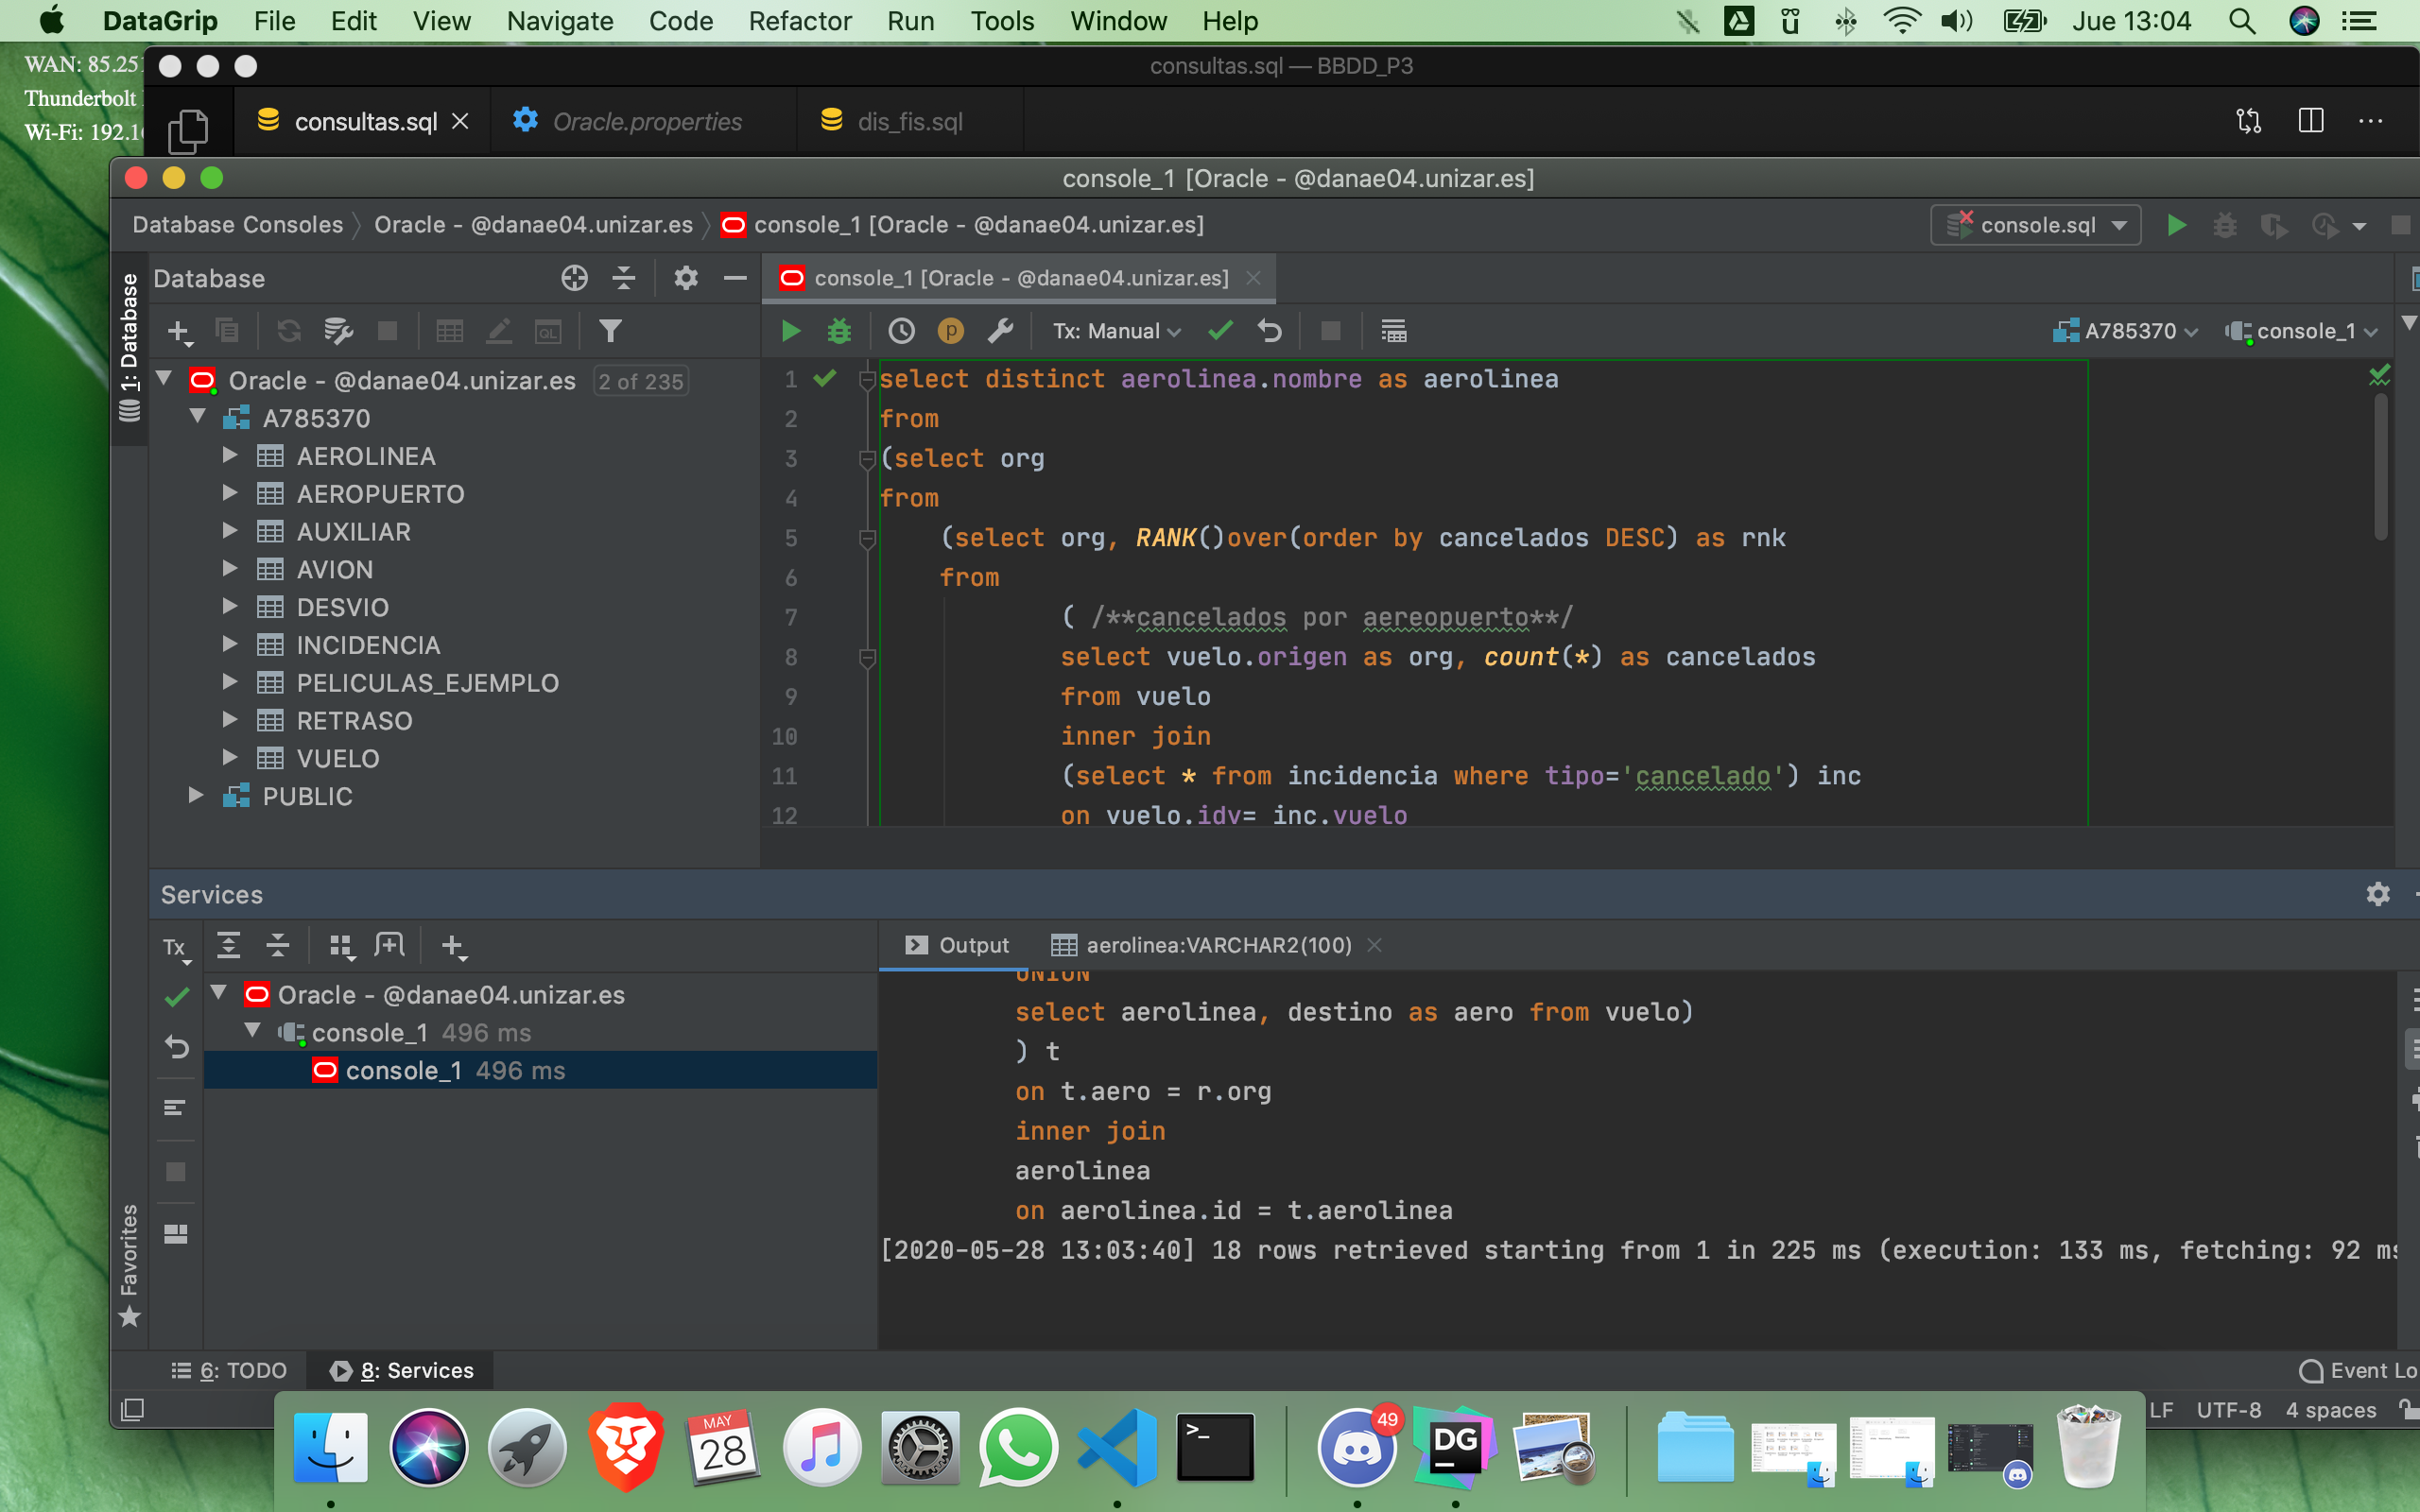 DataGrip File Edit View Navigate Code Refactor Run Tools Window Help Jue 13:04
WAN: 85.25
Thunderbolt
Wi-Fi: 192.1
consultas.sql — BBDD_P3
consultas.sql Oracle.properties dis_fis.sql
console_1 [Oracle - @danae04.unizar.es]
Database Consoles Oracle - @danae04.unizar.es console_1 [Oracle - @danae04.unizar.es] console.sql
1: Database
Database
console_1 [Oracle - @danae04.unizar.es]
Tx: Manual A785370 console_1
Oracle - @danae04.unizar.es 2 of 235
A785370
AEROLINEA
AEROPUERTO
AUXILIAR
AVION
DESVIO
INCIDENCIA
PELICULAS_EJEMPLO
RETRASO
VUELO
PUBLIC
1 select distinct aerolinea.nombre as aerolinea
2 from
3 (select org
4 from
5 (select org, RANK()over(order by cancelados DESC) as rnk
6 from
7 ( /**cancelados por aereopuerto**/
8 select vuelo.origen as org, count(*) as cancelados
9 from vuelo
10 inner join
11 (select * from incidencia where tipo='cancelado') inc
12 on vuelo.idv= inc.vuelo
Services
Tx
Oracle - @danae04.unizar.es
console_1 496 ms
console_1 496 ms
Output aerolinea:VARCHAR2(100)
UNION
select aerolinea, destino as aero from vuelo)
) t
on t.aero = r.org
inner join
aerolinea
on aerolinea.id = t.aerolinea
[2020-05-28 13:03:40] 18 rows retrieved starting from 1 in 225 ms (execution: 133 ms, fetching: 92 ms
Favorites
6: TODO 8: Services Event Lo
LF UTF-8 4 spaces
MAY
28
49
DG